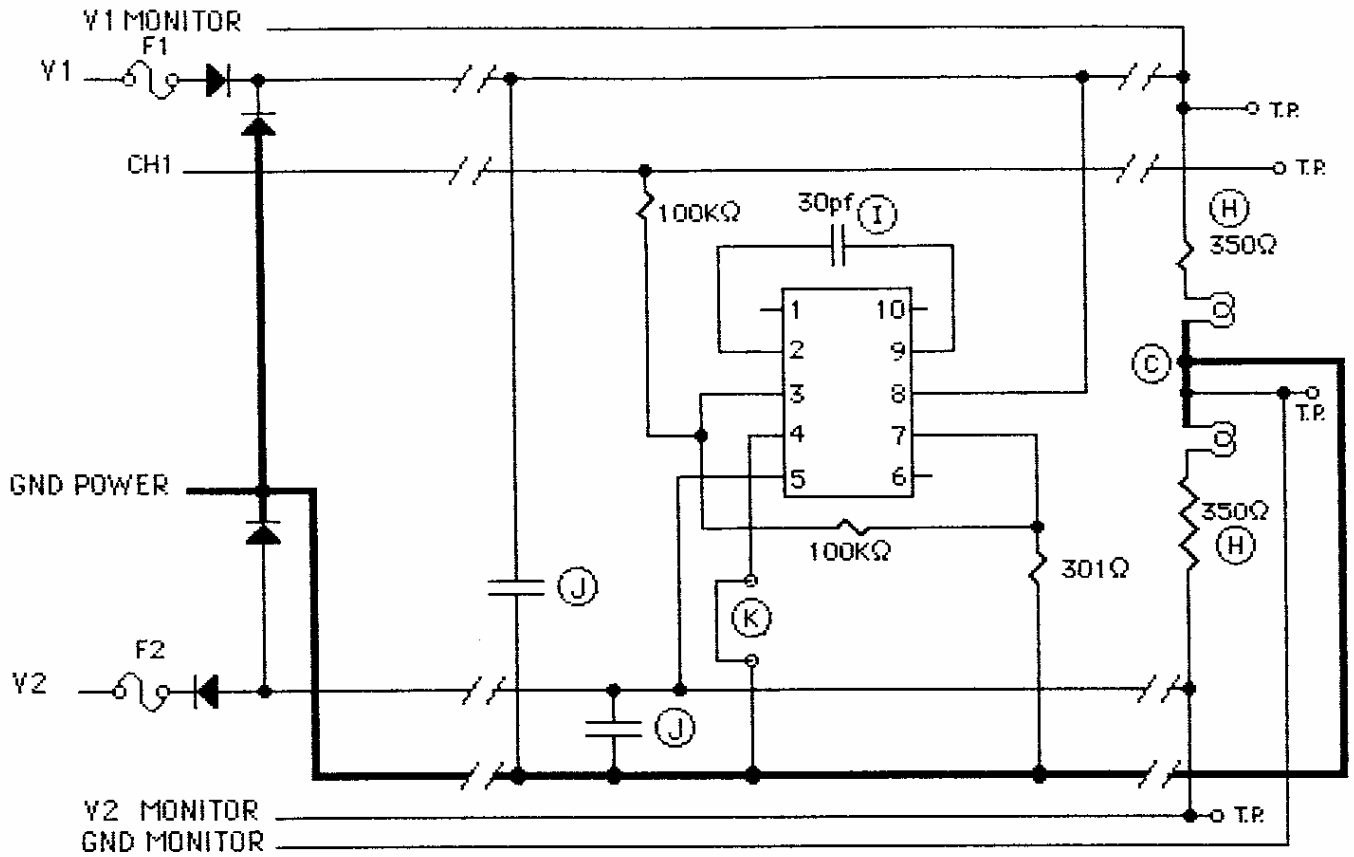 V1 MONITOR
F1
V1
T.P.
CH1
T.P.
100KΩ
30pf
I
H
350Ω
1
10
2
9
C
3
8
T.P.
4
7
5
6
GND POWER
350Ω
H
100KΩ
301Ω
J
K
F2
V2
J
V2 MONITOR
T.P.
GND MONITOR